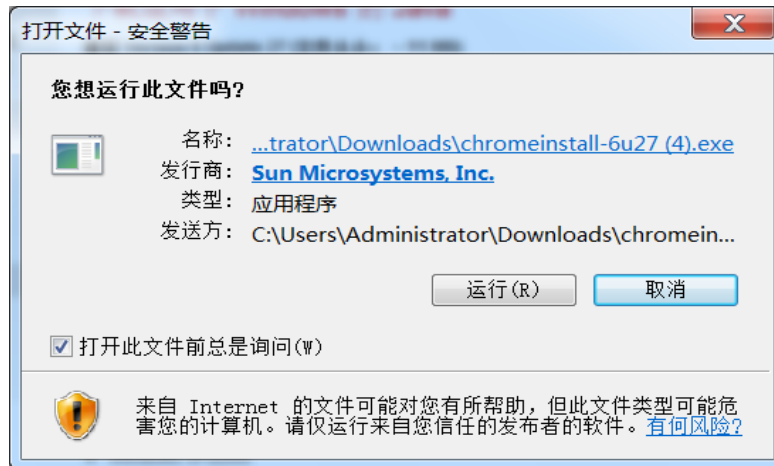 打开文件 - 安全警告
您想运行此文件吗?
名称: ...trator\Downloads\chromeinstall-6u27 (4).exe
发行商: Sun Microsystems, Inc.
类型: 应用程序
发送方: C:\Users\Administrator\Downloads\chromein...
运行(R) 取消
打开此文件前总是询问(W)
来自 Internet 的文件可能对您有所帮助，但此文件类型可能危
害您的计算机。请仅运行来自您信任的发布者的软件。有何风险?